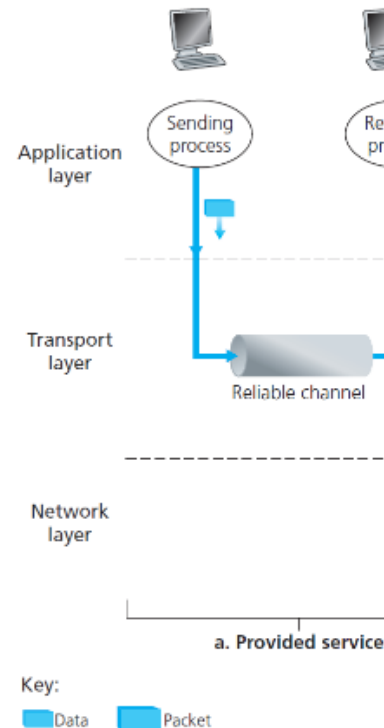 Sending
process
Application
layer
Transport
layer
Reliable channel
Network
layer
a. Provided service
Key:
Data
Packet